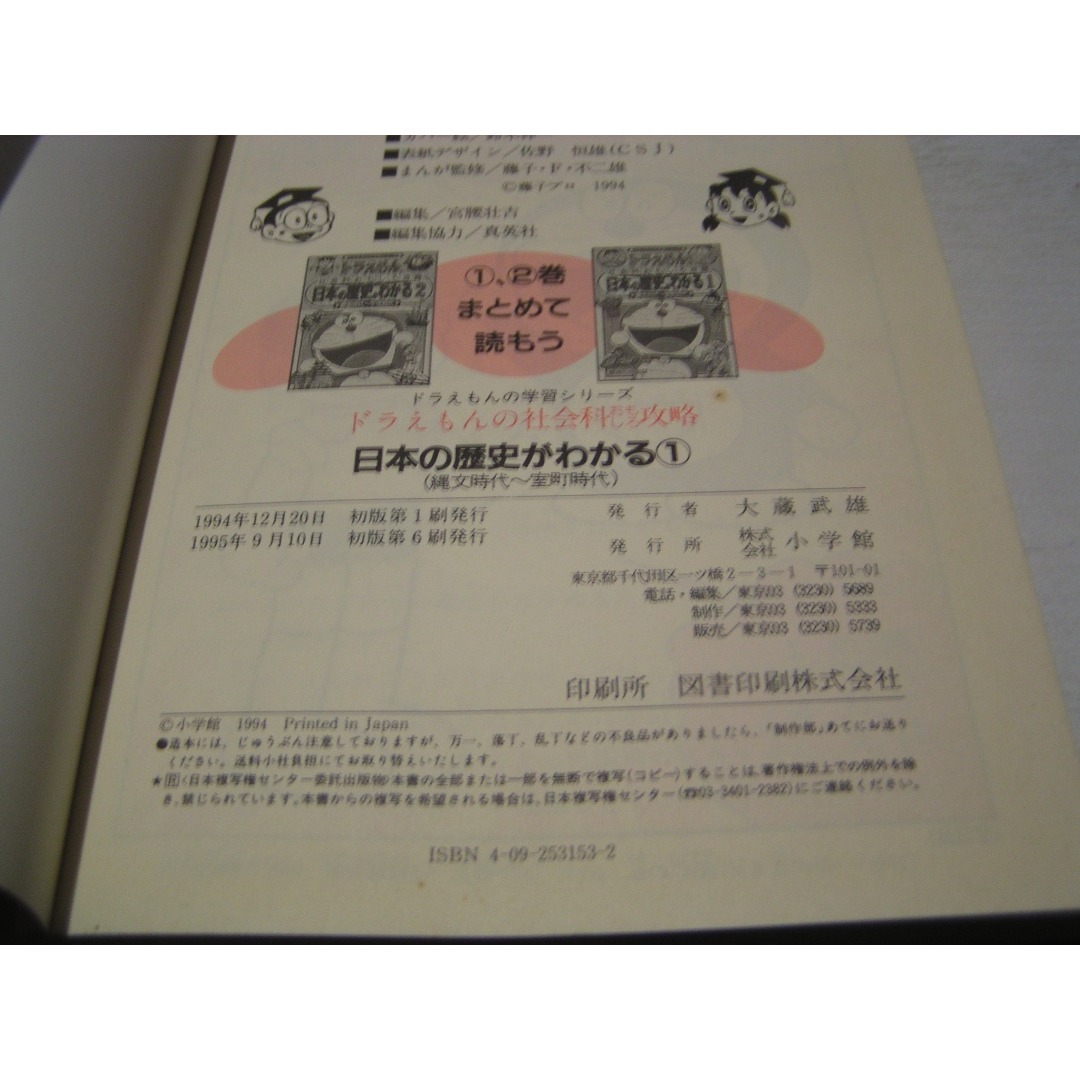 ■表紙デザイン/佐野 恒雄(CSJ)
■まんが監修/藤子・F・不二雄
©藤子プロ 1994
■編集/宮腰壮吉
■編集協力/真英社
ドラえもん
日本の歴史がわかる2
①、②巻
まとめて
読もう
ドラえもん
日本の歴史がわかる1
ドラえもんの学習シリーズ
ドラえもんの社会科おもしろ攻略
日本の歴史がわかる①
(縄文時代〜室町時代)
1994年12月20日 初版第1刷発行
1995年9月10日 初版第6刷発行
発行者 大蔵武雄
発行所 株式会社 小学館
東京都千代田区一ツ橋2-3-1 〒101-01
電話・編集/東京03 (3230) 5689
制作/東京03 (3230) 5333
販売/東京03 (3230) 5739
印刷所 図書印刷株式会社
©小学館 1994 Printed in Japan
●造本には、じゅうぶん注意しておりますが、万一、落丁、乱丁などの不良品がありましたら、「制作部」あてにお送り
ください。送料小社負担にてお取り替えいたします。
★Ⓡ〈日本複写権センター委託出版物〉本書の全部または一部を無断で複写(コピー)することは、著作権法上での例外を除
き、禁じられています。本書からの複写を希望される場合は、日本複写権センター(☎03-3401-2382)にご連絡ください。
ISBN 4-09-253153-2